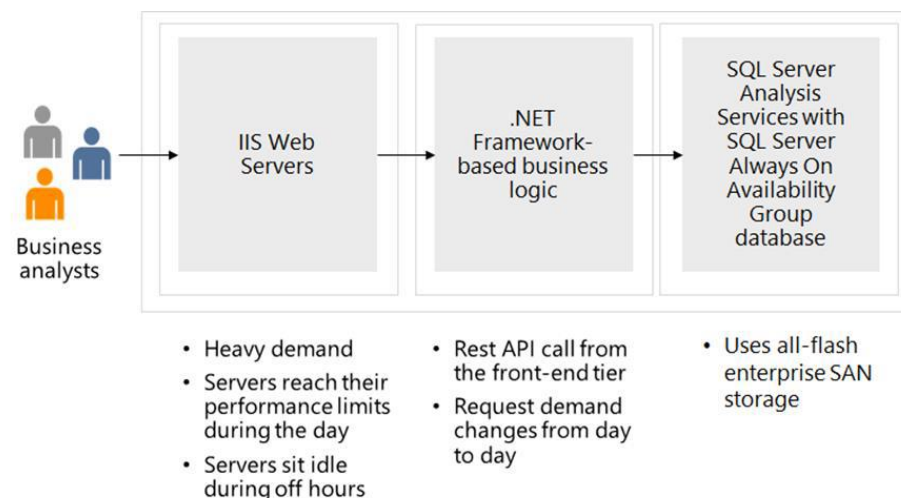 Business
analysts
IIS Web
Servers
.NET
Framework-
based business
logic
SQL Server
Analysis
Services with
SQL Server
Always On
Availability
Group
database
• Heavy demand
• Servers reach their
performance limits
during the day
• Servers sit idle
during off hours
• Rest API call from
the front-end tier
• Request demand
changes from day
to day
• Uses all-flash
enterprise SAN
storage